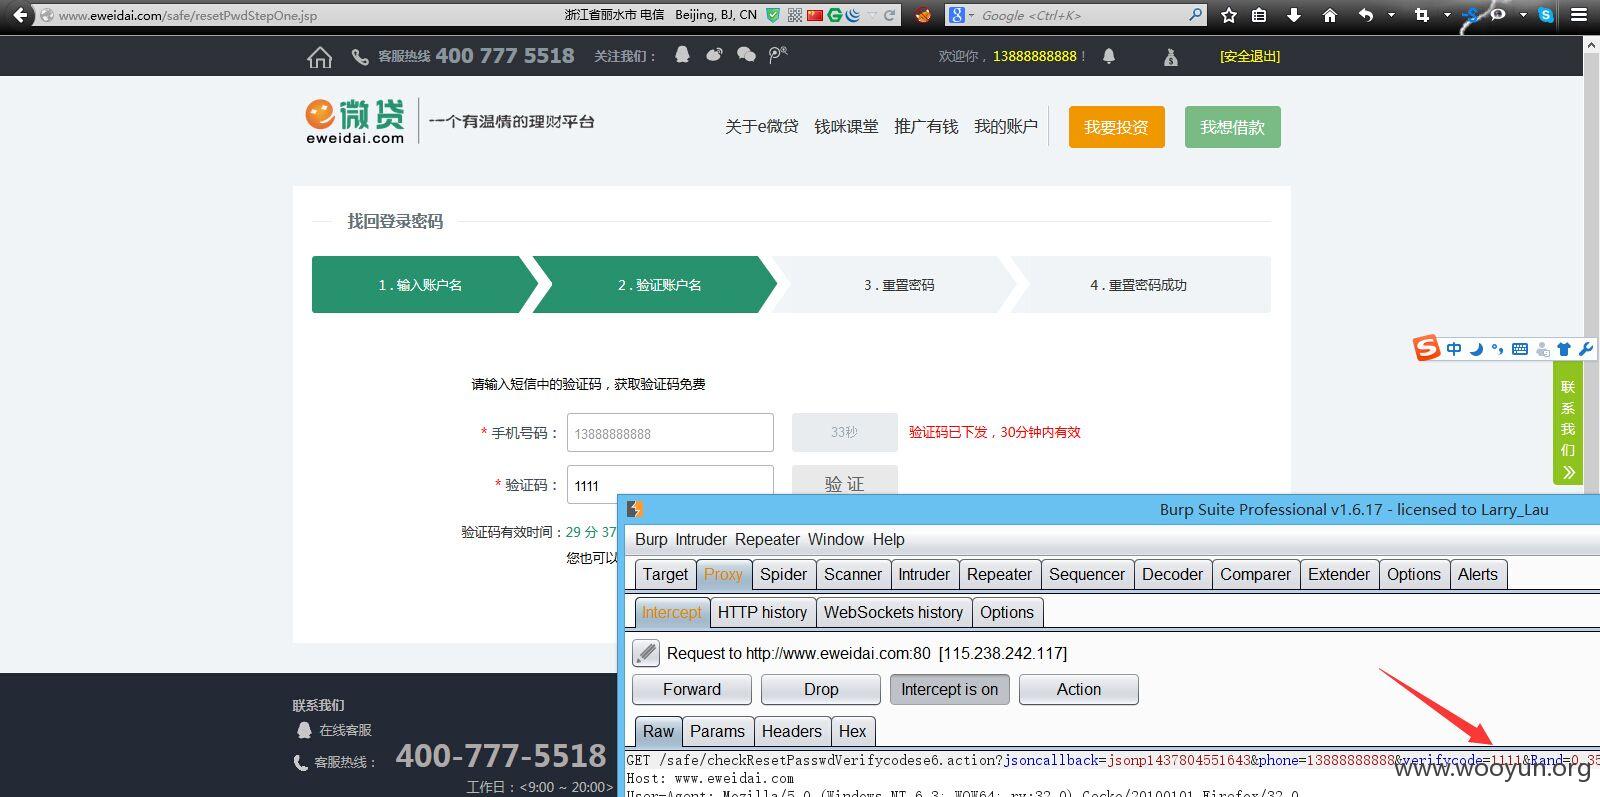 www.eweidai.com/safe/resetPwdStepOne.jsp 浙江省丽水市 电信 Beijing, BJ, CN Google <Ctrl+K>
客服热线 400 777 5518 关注我们： 欢迎你，13888888888！ [安全退出]
e微贷 一个有温情的理财平台
eweidai.com
关于e微贷 钱咪课堂 推广有钱 我的账户 我要投资 我想借款
找回登录密码
1 . 输入账户名 2 . 验证账户名 3 . 重置密码 4 . 重置密码成功
中
请输入短信中的验证码，获取验证码免费
联系我们
* 手机号码： 13888888888 33秒 验证码已下发，30分钟内有效
* 验证码： 1111 验 证
验证码有效时间：29 分 37
您也可以
Burp Suite Professional v1.6.17 - licensed to Larry_Lau
Burp Intruder Repeater Window Help
Target Proxy Spider Scanner Intruder Repeater Sequencer Decoder Comparer Extender Options Alerts
Intercept HTTP history WebSockets history Options
Request to http://www.eweidai.com:80 [115.238.242.117]
Forward Drop Intercept is on Action
Raw Params Headers Hex
GET /safe/checkResetPasswdVerifycodese6.action?jsoncallback=jsonp1437804551643&phone=13888888888&verifycode=1111&Rand=0.35
Host: www.eweidai.com
User-Agent: Mozilla/5.0 (Windows NT 6.3; WOW64; rv:32.0) Gecko/20100101 Firefox/32.0
联系我们
在线客服
客服热线： 400-777-5518
工作日：<9:00 ~ 20:00>
www.wooyun.org